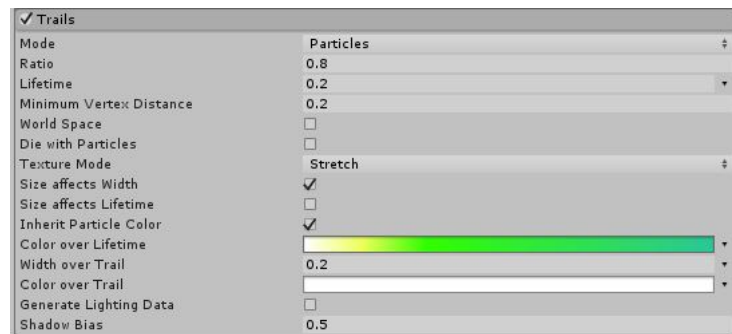 Trails
Mode Particles
Ratio 0.8
Lifetime 0.2
Minimum Vertex Distance 0.2
World Space
Die with Particles
Texture Mode Stretch
Size affects Width
Size affects Lifetime
Inherit Particle Color
Color over Lifetime
Width over Trail 0.2
Color over Trail
Generate Lighting Data
Shadow Bias 0.5